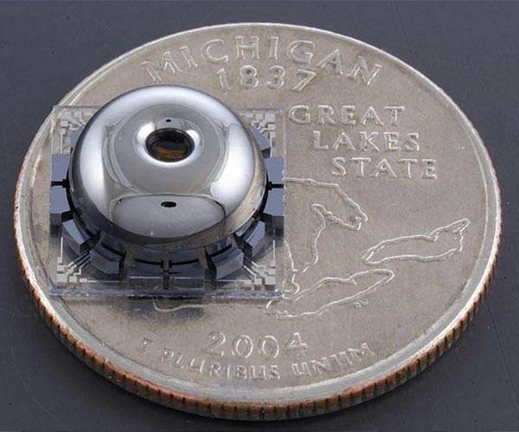 MICHIGAN
1837
GREAT
LAKES
STATE
2004
E PLURIBUS UNUM